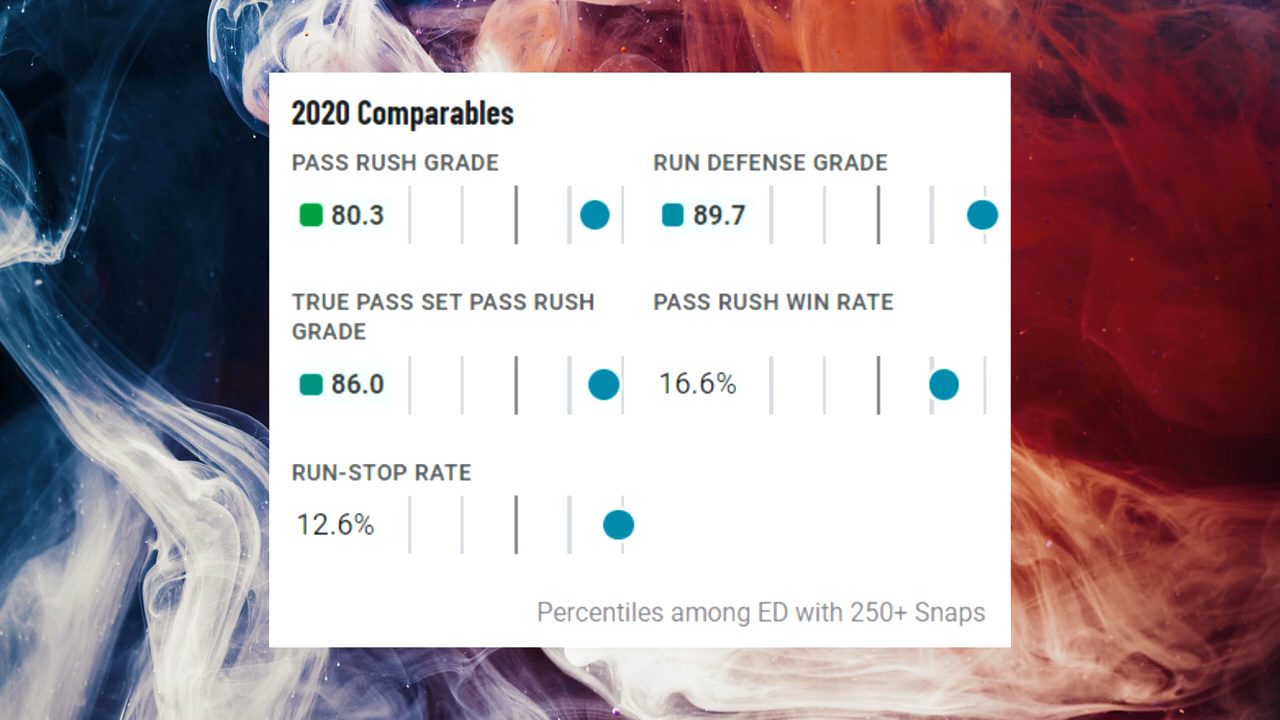 2020 Comparables
PASS RUSH GRADE
80.3
RUN DEFENSE GRADE
89.7
TRUE PASS SET PASS RUSH
GRADE
86.0
PASS RUSH WIN RATE
16.6%
RUN-STOP RATE
12.6%
Percentiles among ED with 250+ Snaps